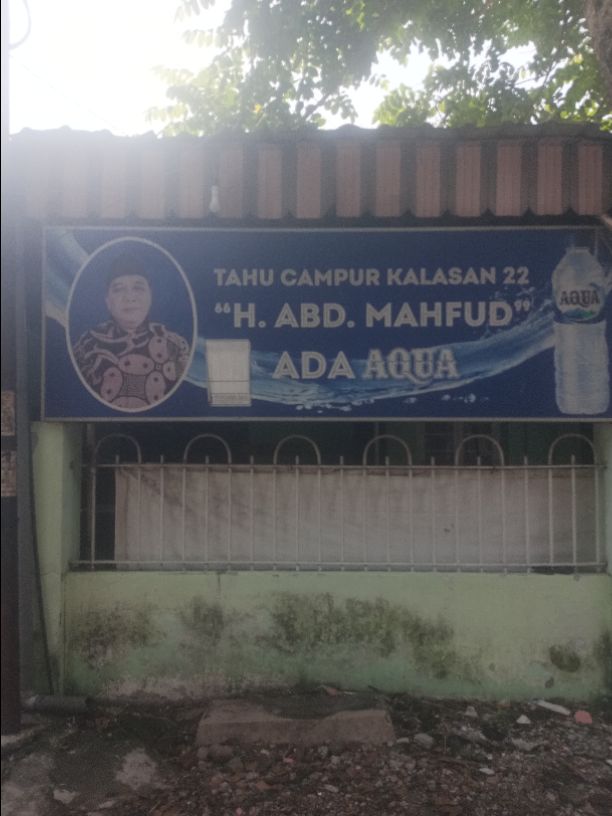 TAHU CAMPUR KALASAN 22
"H. ABD. MAHFUD"
ADA AQUA
AQUA